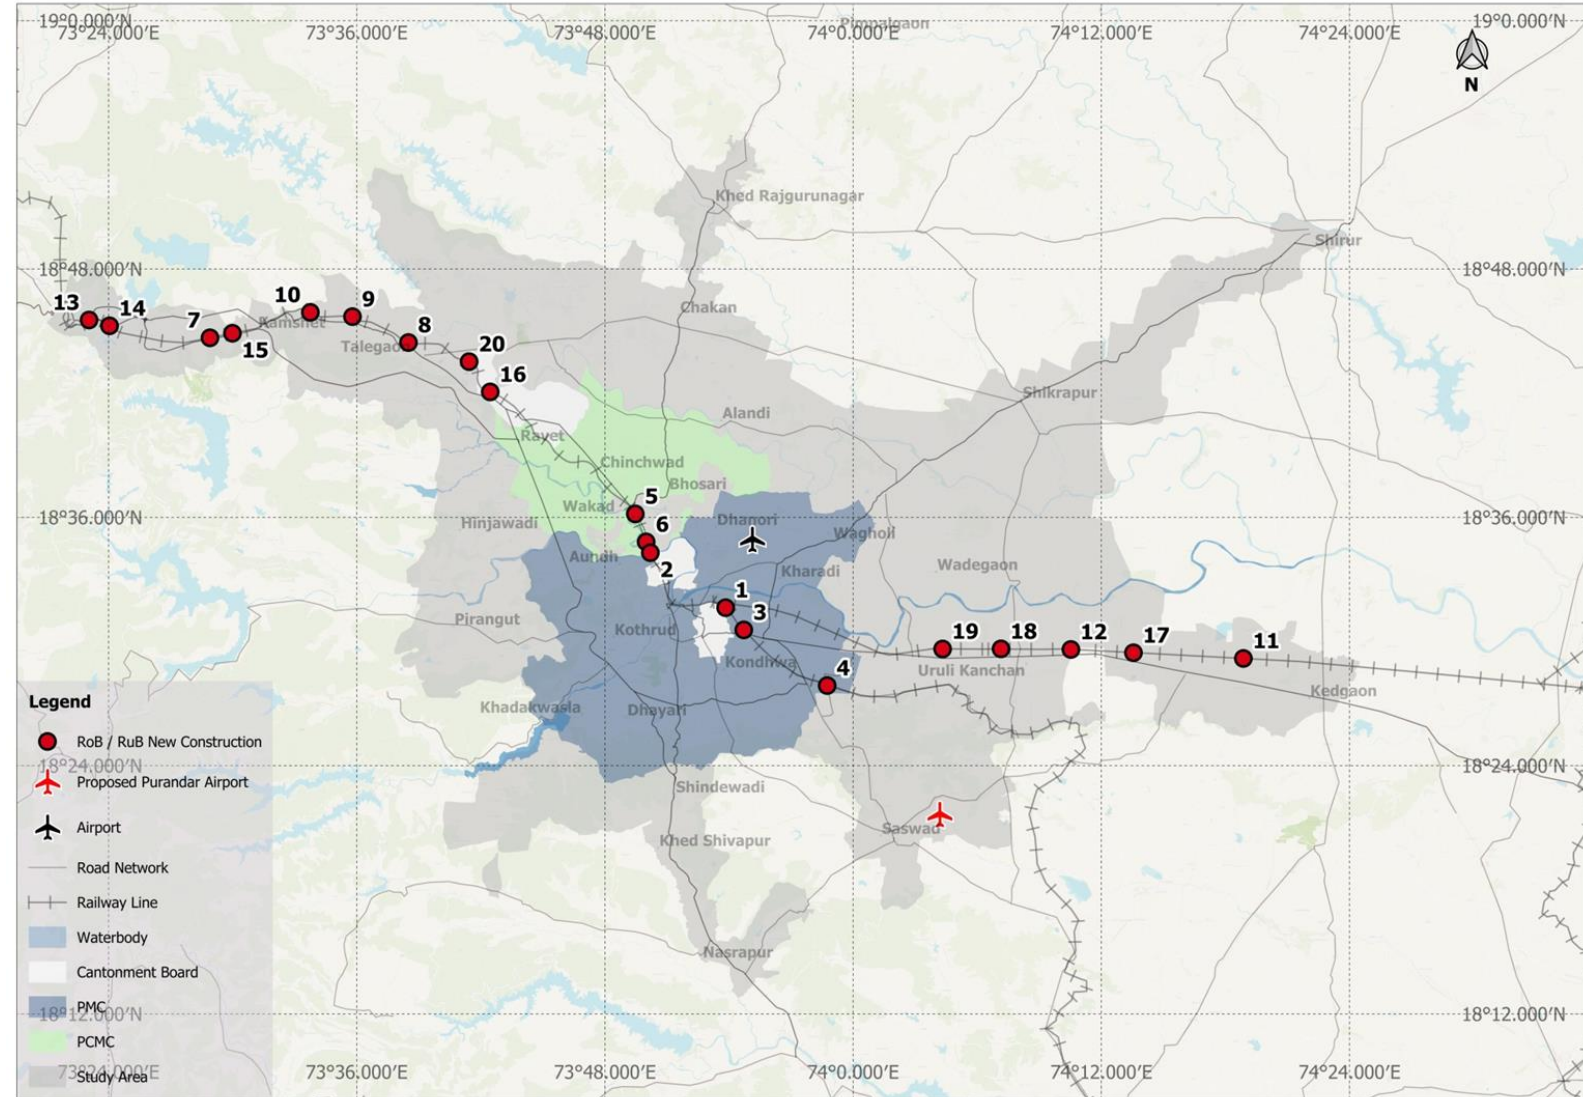 19°0.000′N
19°0.000′N
73°24.000′E
73°36.000′E
73°48.000′E
74°0.000′E
74°12.000′E
74°24.000′E
Pimpalgaon
N
Khed Rajgurunagar
Shirur
18°48.000′N
18°48.000′N
13
14
7
15
10
9
8
20
16
Kamshet
Talegaon
Chakan
Shikrapur
Alandi
Ravet
Chinchwad
Bhosari
Wakad
5
18°36.000′N
18°36.000′N
Hinjawadi
Dhanori
Wagholi
6
2
Aundh
Kharadi
Wadegaon
Pirangut
1
3
Kothrud
Kondhwa
4
19
18
12
17
11
Uruli Kanchan
Kedgaon
Khadakwasla
Dhayari
18°24.000′N
18°24.000′N
Shindewadi
Khed Shivapur
Saswad
Nasrapur
18°12.000′N
18°12.000′N
Legend
RoB / RuB New Construction
Proposed Purandar Airport
Airport
Road Network
Railway Line
Waterbody
Cantonment Board
PMC
PCMC
Study Area
73°24.000′E
73°36.000′E
73°48.000′E
74°0.000′E
74°12.000′E
74°24.000′E